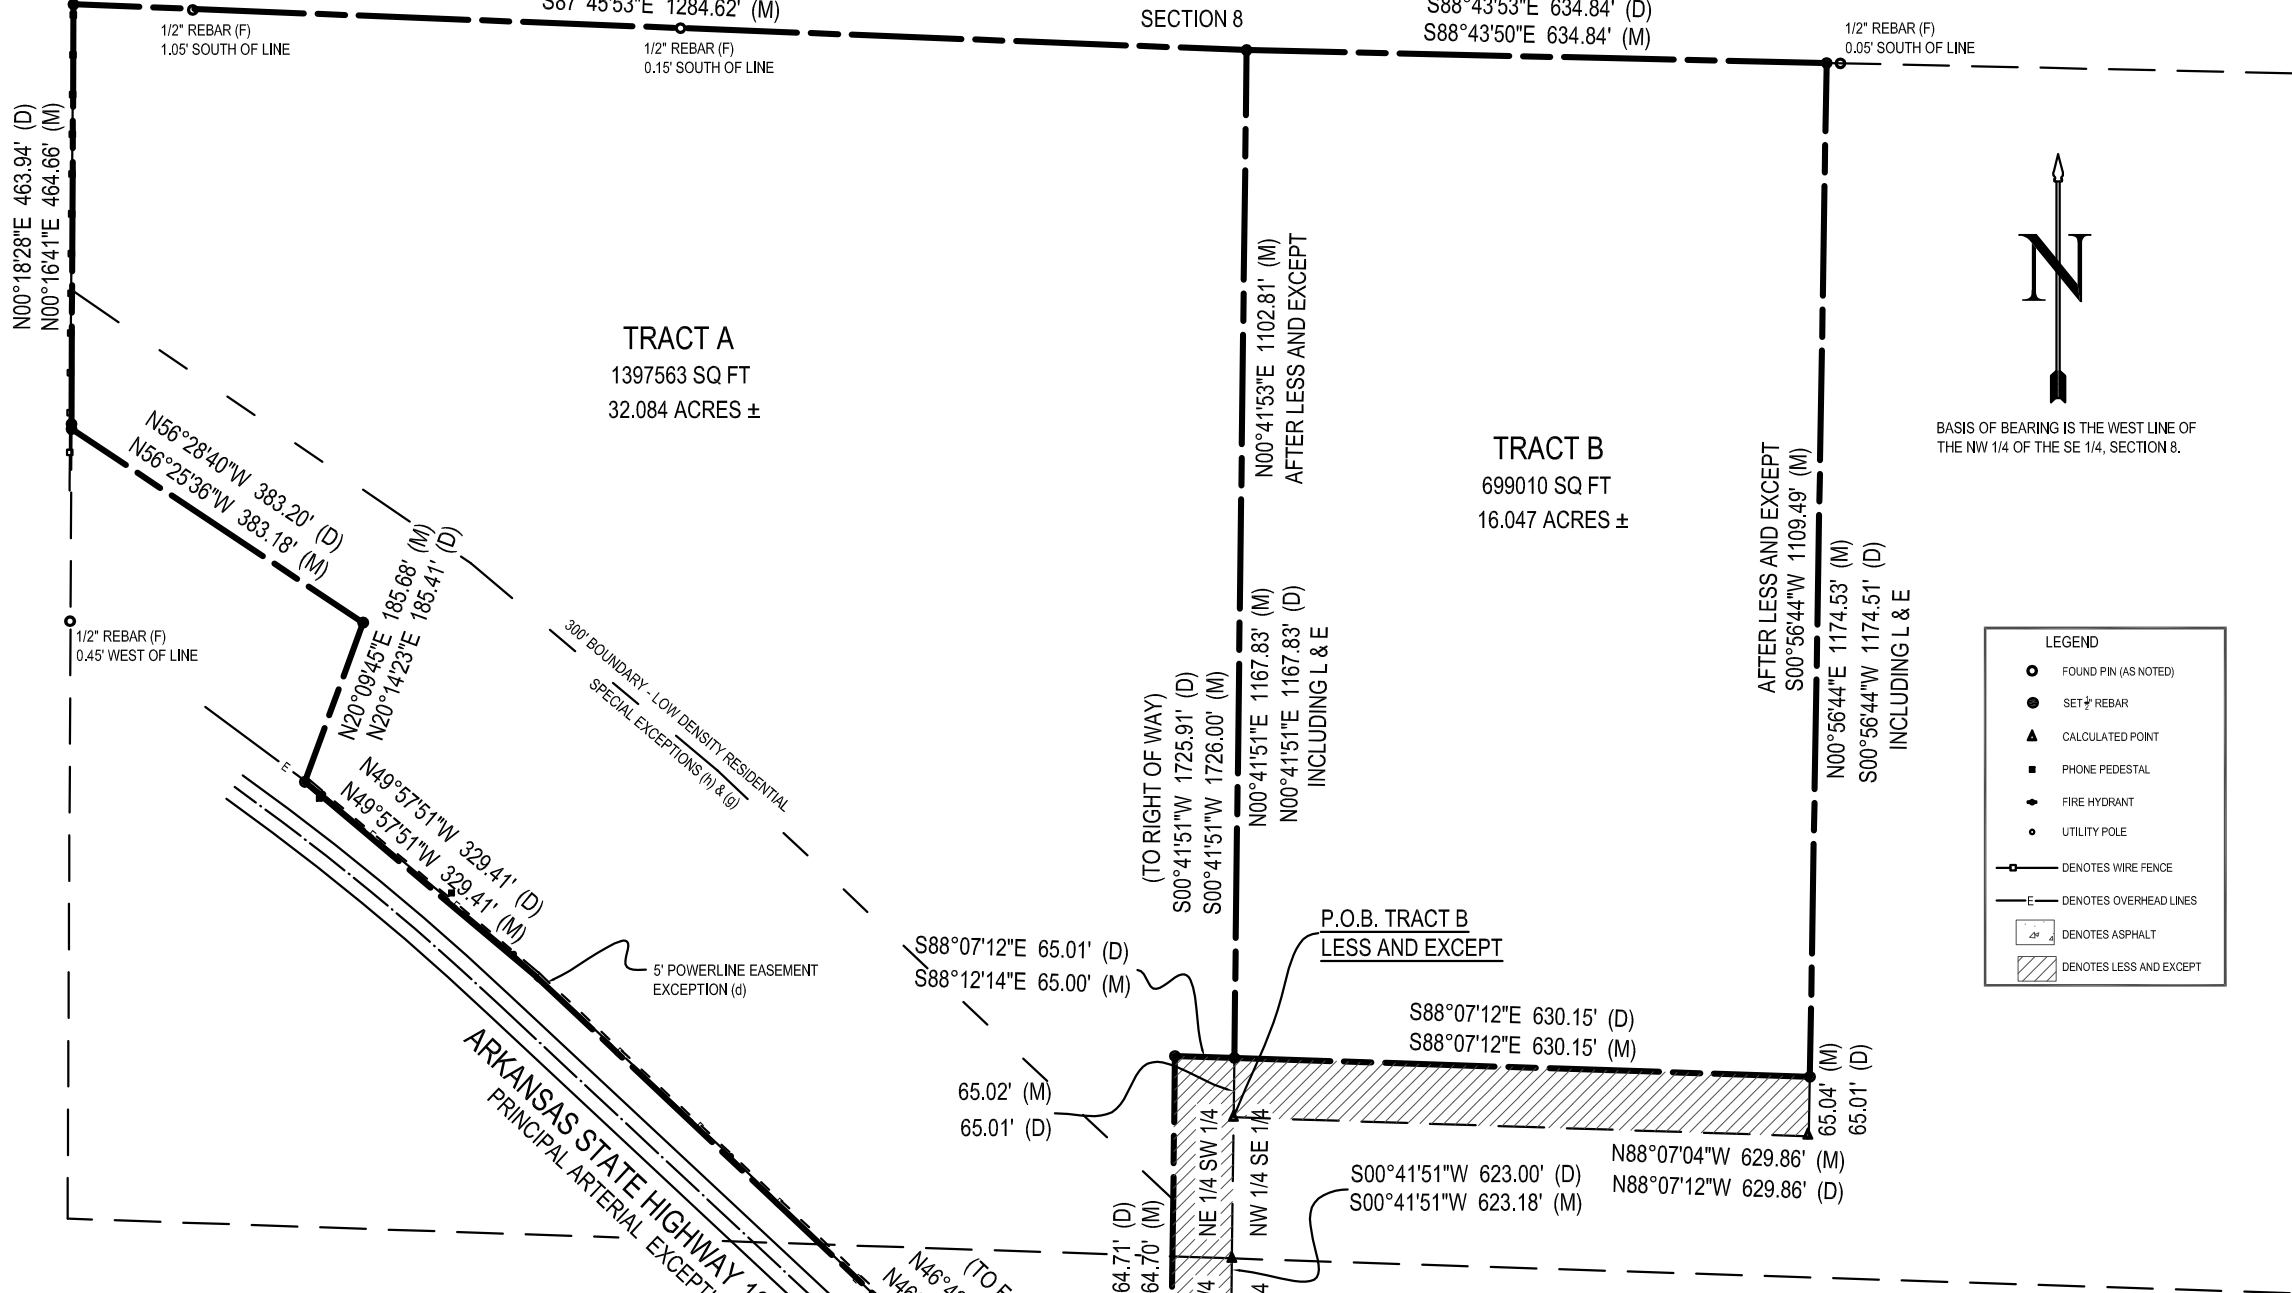 S87°45'53"E 1284.62' (M)
SECTION 8
S88°43'53"E 634.84' (D)
S88°43'50"E 634.84' (M)
1/2" REBAR (F)
1.05' SOUTH OF LINE
1/2" REBAR (F)
0.15' SOUTH OF LINE
1/2" REBAR (F)
0.05' SOUTH OF LINE
N00°18'28"E 463.94' (D)
N00°16'41"E 464.66' (M)
TRACT A
1397563 SQ FT
32.084 ACRES ±
N00°41'53"E 1102.81' (M)
AFTER LESS AND EXCEPT
TRACT B
699010 SQ FT
16.047 ACRES ±
N
BASIS OF BEARING IS THE WEST LINE OF
THE NW 1/4 OF THE SE 1/4, SECTION 8.
N56°28'40"W 383.20' (D)
N56°25'36"W 383.18' (M)
N20°09'45"E 185.68' (M)
N20°14'23"E 185.41' (D)
1/2" REBAR (F)
0.45' WEST OF LINE
300' BOUNDARY - LOW DENSITY RESIDENTIAL
SPECIAL EXCEPTIONS (h) & (g)
(TO RIGHT OF WAY)
S00°41'51"W 1725.91' (D)
S00°41'51"W 1726.00' (M)
N00°41'51"E 1167.83' (M)
N00°41'51"E 1167.83' (D)
INCLUDING L & E
AFTER LESS AND EXCEPT
S00°56'44"W 1109.49' (M)
N00°56'44"E 1174.53' (M)
S00°56'44"W 1174.51' (D)
INCLUDING L & E
LEGEND
FOUND PIN (AS NOTED)
SET ½" REBAR
CALCULATED POINT
PHONE PEDESTAL
FIRE HYDRANT
UTILITY POLE
DENOTES WIRE FENCE
E DENOTES OVERHEAD LINES
DENOTES ASPHALT
DENOTES LESS AND EXCEPT
E
N49°57'51"W 329.41' (D)
N49°57'51"W 329.41' (M)
E
E
5' POWERLINE EASEMENT
EXCEPTION (d)
P.O.B. TRACT B
LESS AND EXCEPT
S88°07'12"E 65.01' (D)
S88°12'14"E 65.00' (M)
S88°07'12"E 630.15' (D)
S88°07'12"E 630.15' (M)
65.02' (M)
65.01' (D)
65.04' (M)
65.01' (D)
NE 1/4 SW 1/4
NW 1/4 SE 1/4
N88°07'04"W 629.86' (M)
N88°07'12"W 629.86' (D)
S00°41'51"W 623.00' (D)
S00°41'51"W 623.18' (M)
ARKANSAS STATE HIGHWAY
PRINCIPAL ARTERIAL
64.71' (D)
64.70' (M)